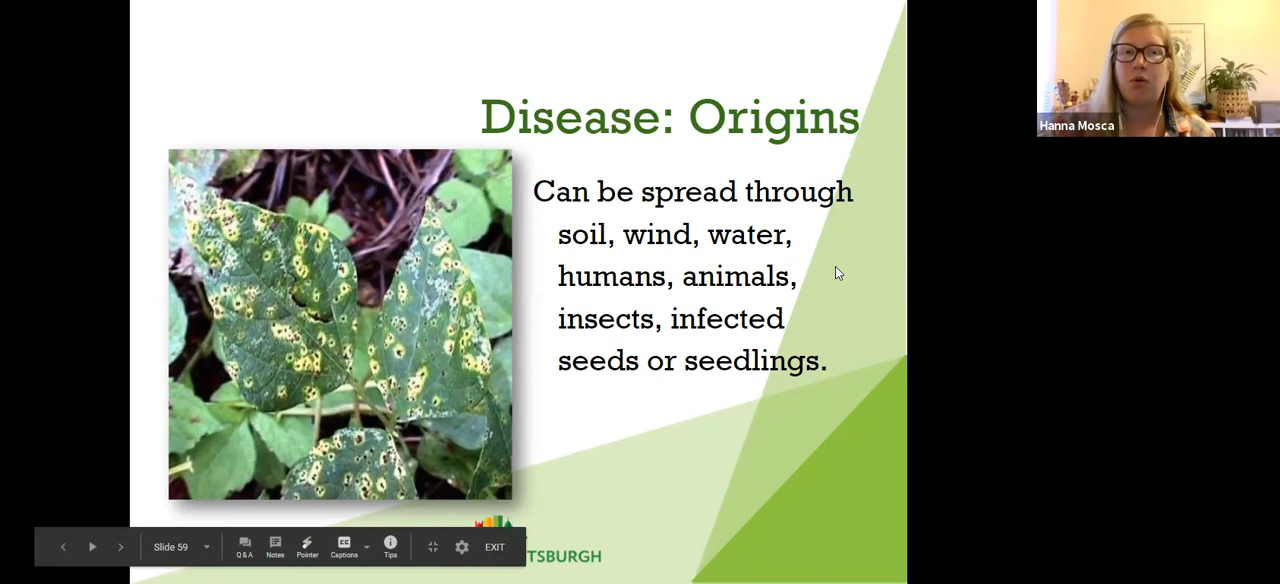 Disease: Origins
Hanna Mosca
Can be spread through
soil, wind, water,
humans, animals,
insects, infected
seeds or seedlings.
Slide 59
Q & A
Notes
Pointer
Captions
Tips
EXIT
TSBURGH